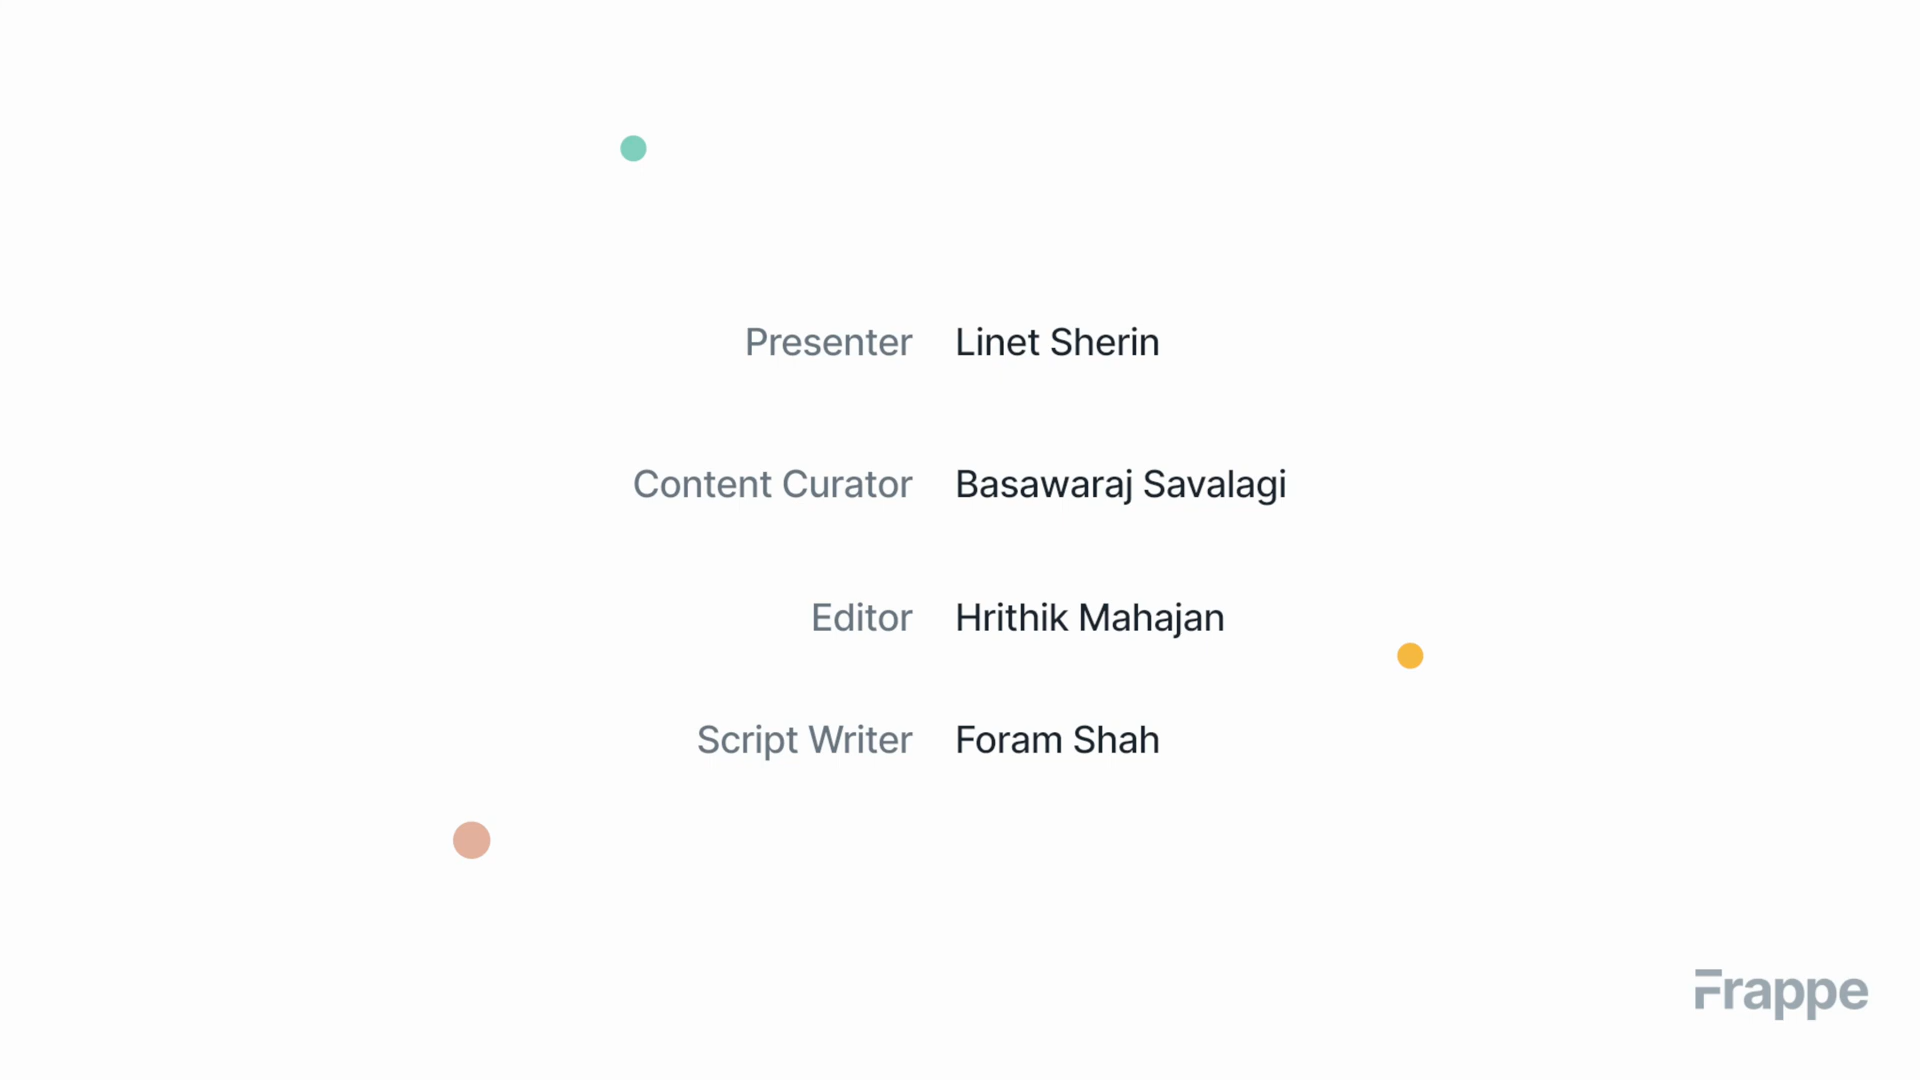 Presenter Linet Sherin
Content Curator Basawaraj Savalagi
Editor Hrithik Mahajan
Script Writer Foram Shah
Frappe